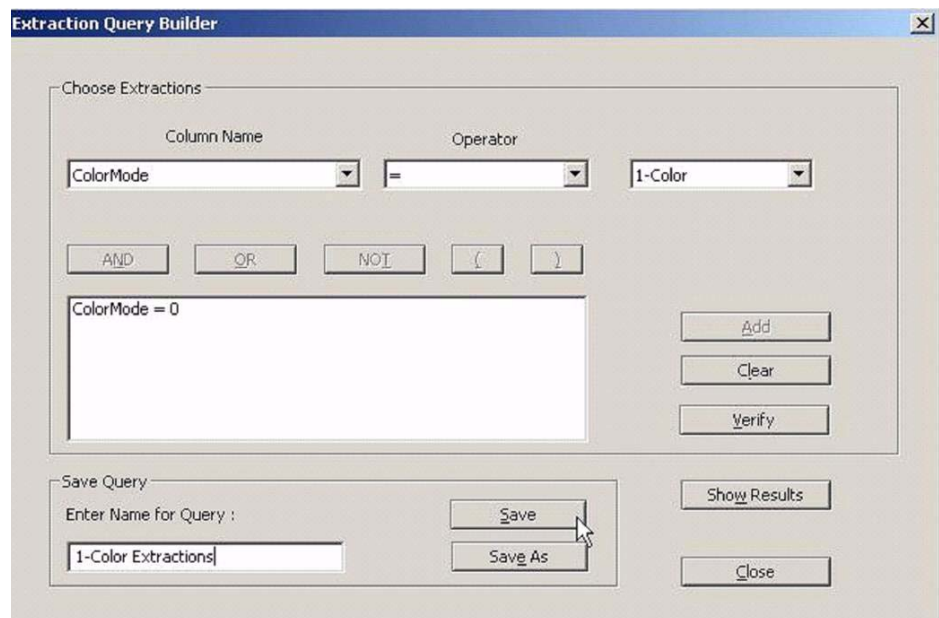 Extraction Query Builder
Choose Extractions
Column Name Operator
ColorMode = 1-Color
AND OR NOT ( )
ColorMode = 0
Add
Clear
Verify
Save Query
Enter Name for Query : Save
1-Color Extractions Save As
Show Results
Close